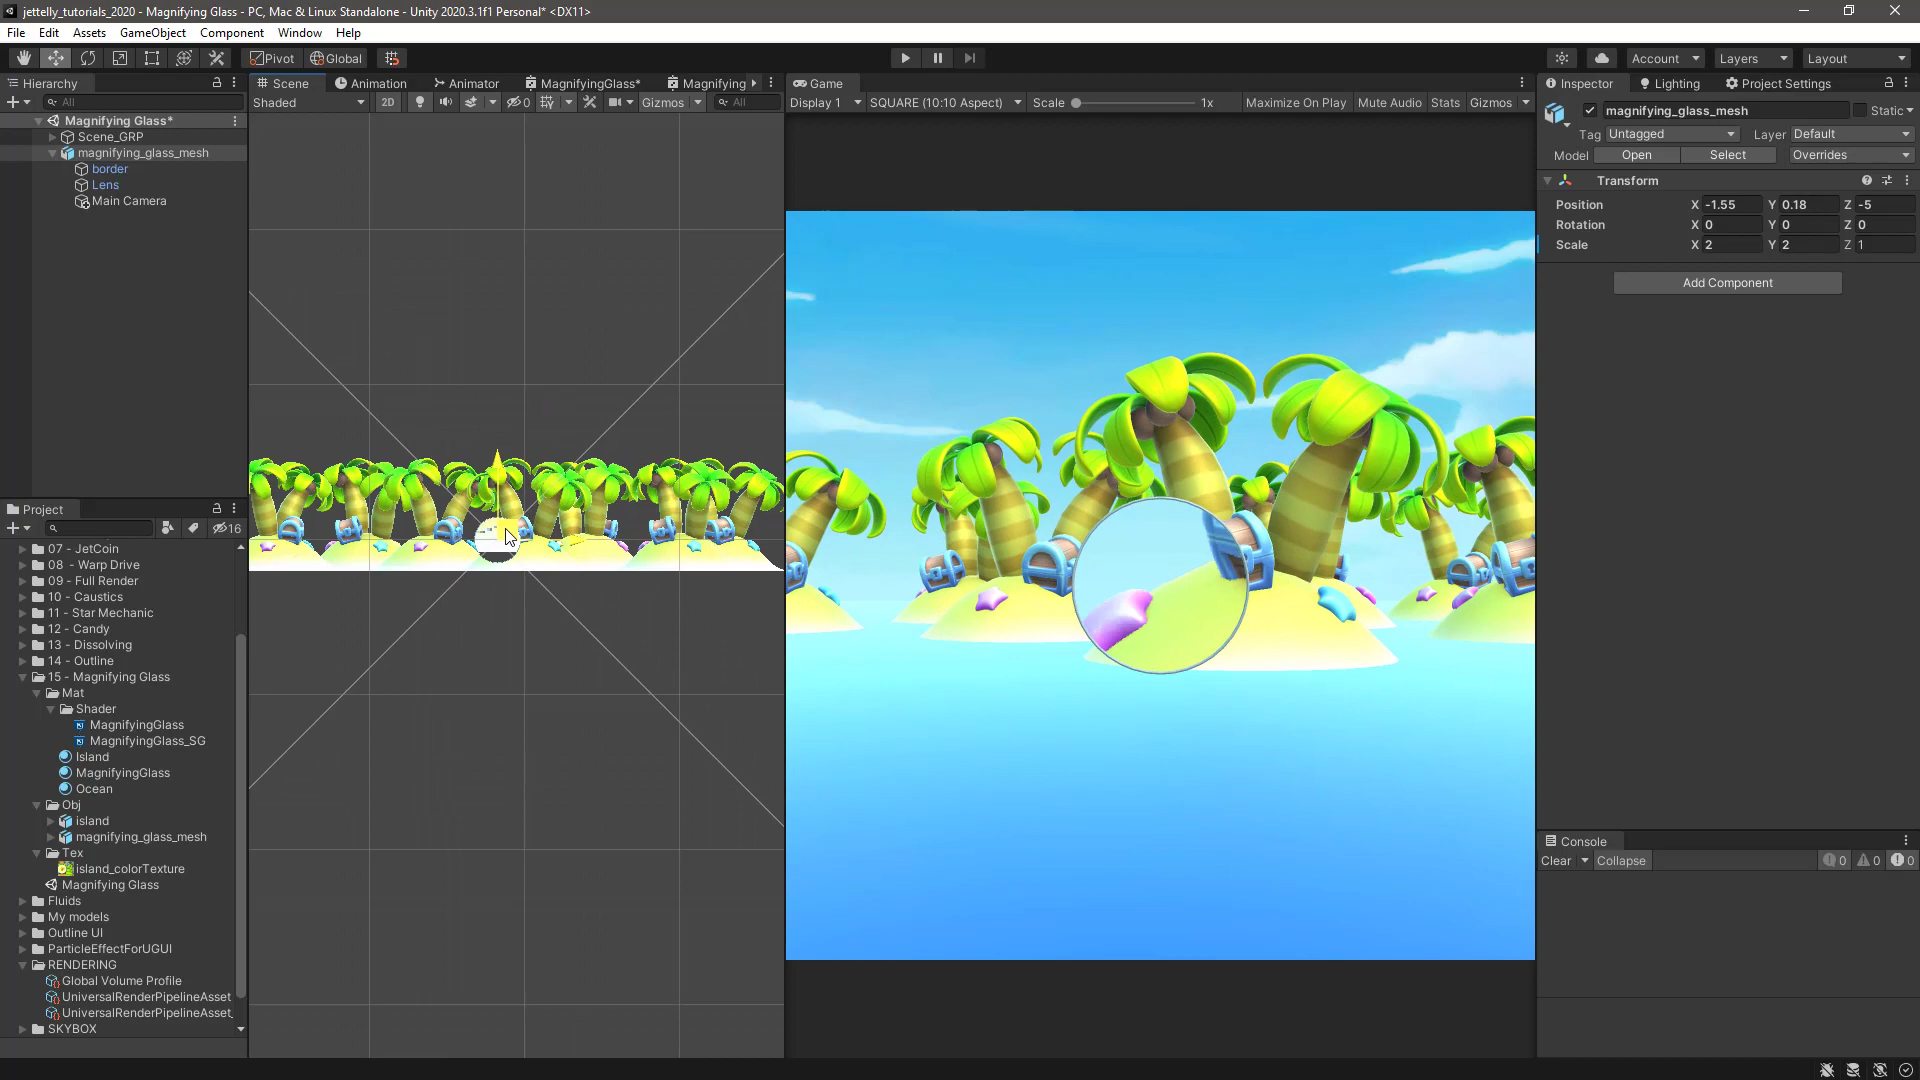 jettelly_tutorials_2020 - Magnifying Glass - PC, Mac & Linux Standalone - Unity 2020.3.1f1 Personal* <DX11>
File Edit Assets GameObject Component Window Help
Pivot Global Account Layers Layout
Hierarchy
All
Magnifying Glass*
Scene_GRP
magnifying_glass_mesh
border
Lens
Main Camera
Scene Animation Animator MagnifyingGlass* Magnifying
Shaded 2D 0 Gizmos All
Game
Display 1 SQUARE (10:10 Aspect) Scale 1x Maximize On Play Mute Audio Stats Gizmos
Inspector Lighting Project Settings
magnifying_glass_mesh Static
Tag Untagged Layer Default
Model Open Select Overrides
Transform
Position X -1.55 Y 0.18 Z -5
Rotation X 0 Y 0 Z 0
Scale X 2 Y 2 Z 1
Add Component
Project
16
07 - JetCoin
08 - Warp Drive
09 - Full Render
10 - Caustics
11 - Star Mechanic
12 - Candy
13 - Dissolving
14 - Outline
15 - Magnifying Glass
Mat
Shader
MagnifyingGlass
MagnifyingGlass_SG
Island
MagnifyingGlass
Ocean
Obj
island
magnifying_glass_mesh
Tex
island_colorTexture
Magnifying Glass
Fluids
My models
Outline UI
ParticleEffectForUGUI
RENDERING
Global Volume Profile
UniversalRenderPipelineAsset
UniversalRenderPipelineAsset_
SKYBOX
Console
Clear Collapse 0 0 0